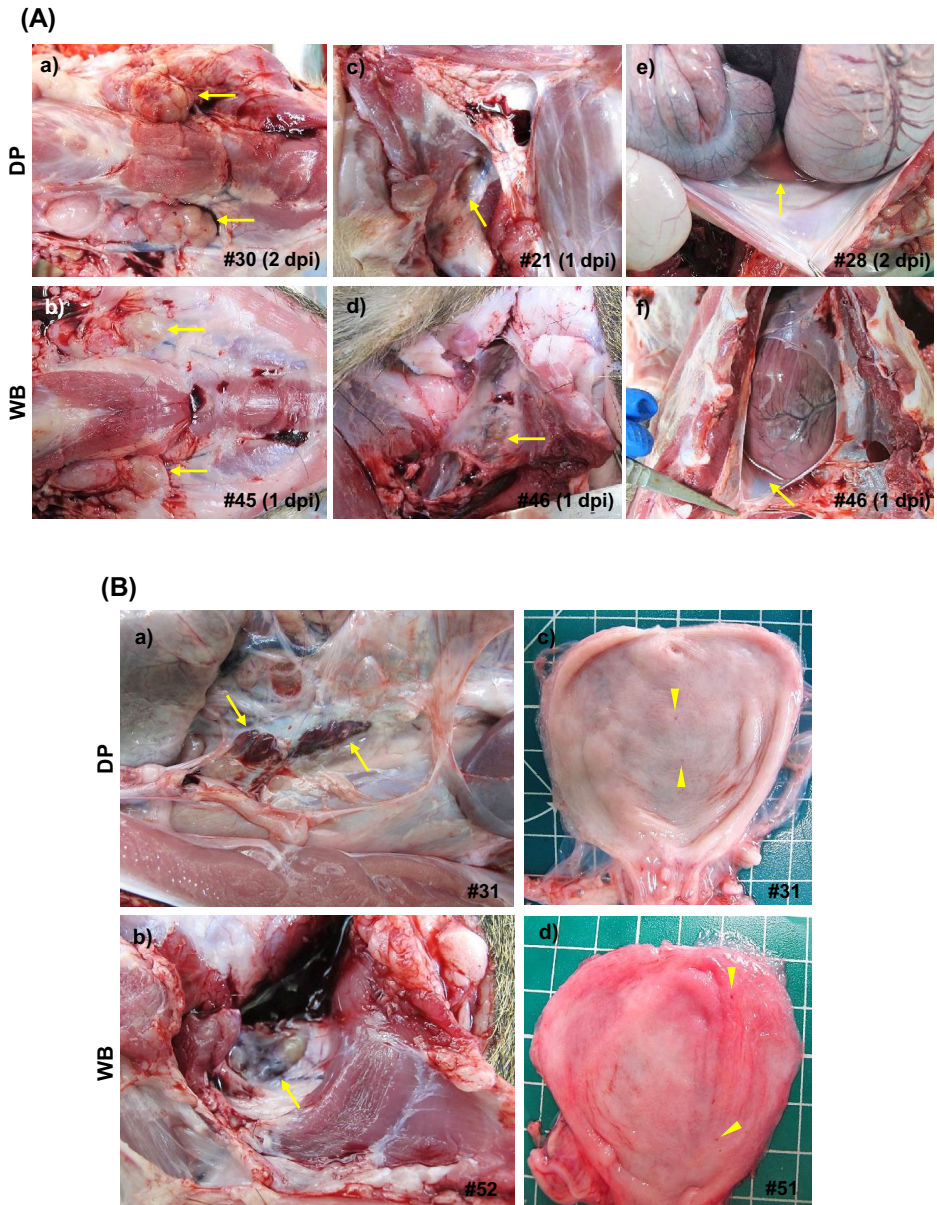 (A)
a)
c)
e)
DP
#30 (2 dpi)
#21 (1 dpi)
#28 (2 dpi)
b)
d)
f)
WB
#45 (1 dpi)
#46 (1 dpi)
#46 (1 dpi)
(B)
a)
c)
DP
#31
#31
b)
d)
WB
#52
#51